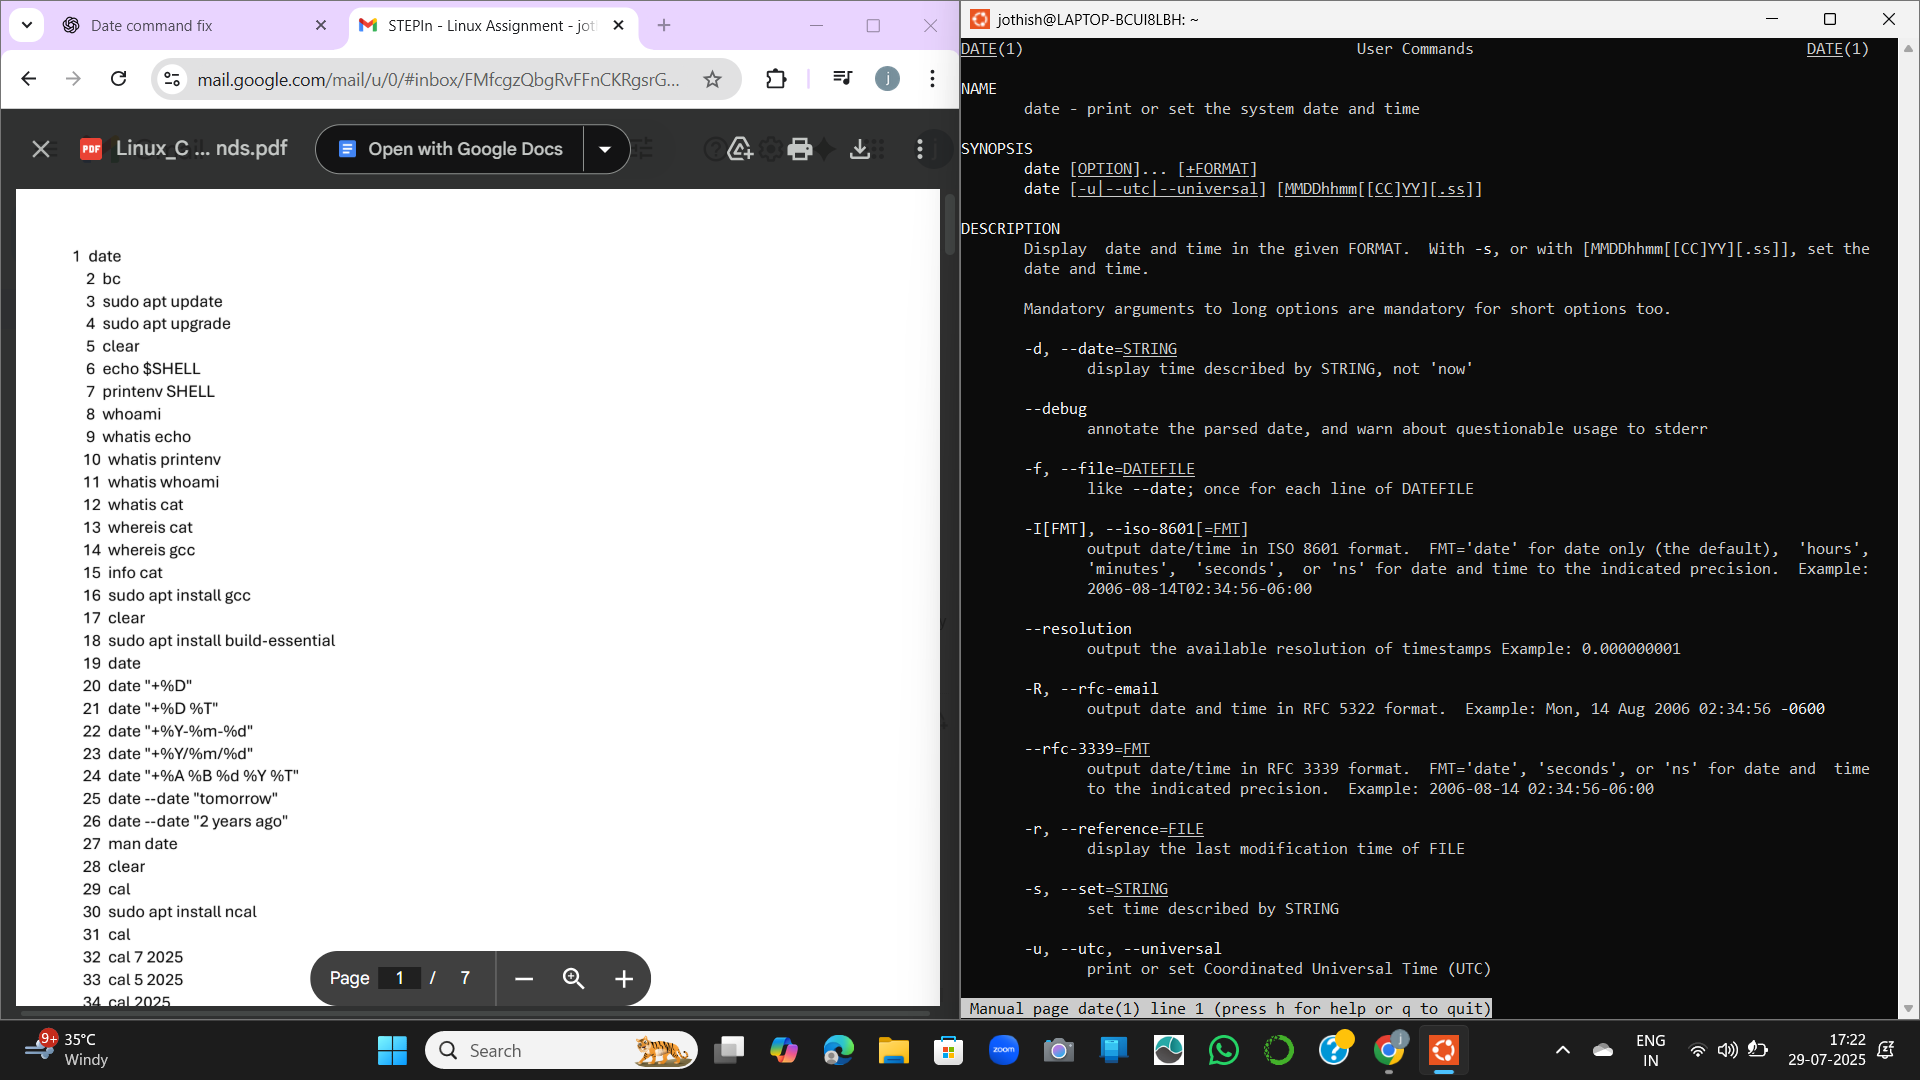 Date command fix
STEPIn - Linux Assignment - jot
mail.google.com/mail/u/0/#inbox/FMfcgzQbgRvFFnCKRgsrG...
j
PDF
Linux_C ... nds.pdf
Open with Google Docs
1 date
2 bc
3 sudo apt update
4 sudo apt upgrade
5 clear
6 echo $SHELL
7 printenv SHELL
8 whoami
9 whatis echo
10 whatis printenv
11 whatis whoami
12 whatis cat
13 whereis cat
14 whereis gcc
15 info cat
16 sudo apt install gcc
17 clear
18 sudo apt install build-essential
19 date
20 date "+%D"
21 date "+%D %T"
22 date "+%Y-%m-%d"
23 date "+%Y/%m/%d"
24 date "+%A %B %d %Y %T"
25 date --date "tomorrow"
26 date --date "2 years ago"
27 man date
28 clear
29 cal
30 sudo apt install ncal
31 cal
32 cal 7 2025
33 cal 5 2025
34 cal 2025
Page 1 / 7
jothish@LAPTOP-BCUI8LBH: ~
DATE(1) User Commands DATE(1)
NAME
date - print or set the system date and time
SYNOPSIS
date [OPTION]... [+FORMAT]
date [-u|--utc|--universal] [MMDDhhmm[[CC]YY][.ss]]
DESCRIPTION
Display date and time in the given FORMAT. With -s, or with [MMDDhhmm[[CC]YY][.ss]], set the
date and time.
Mandatory arguments to long options are mandatory for short options too.
-d, --date=STRING
display time described by STRING, not 'now'
--debug
annotate the parsed date, and warn about questionable usage to stderr
-f, --file=DATEFILE
like --date; once for each line of DATEFILE
-I[FMT], --iso-8601[=FMT]
output date/time in ISO 8601 format. FMT='date' for date only (the default), 'hours',
'minutes', 'seconds', or 'ns' for date and time to the indicated precision. Example:
2006-08-14T02:34:56-06:00
--resolution
output the available resolution of timestamps Example: 0.000000001
-R, --rfc-email
output date and time in RFC 5322 format. Example: Mon, 14 Aug 2006 02:34:56 -0600
--rfc-3339=FMT
output date/time in RFC 3339 format. FMT='date', 'seconds', or 'ns' for date and time
to the indicated precision. Example: 2006-08-14 02:34:56-06:00
-r, --reference=FILE
display the last modification time of FILE
-s, --set=STRING
set time described by STRING
-u, --utc, --universal
print or set Coordinated Universal Time (UTC)
Manual page date(1) line 1 (press h for help or q to quit)
9+
35°C
Windy
Search
zoom
j
ENG
IN
17:22
29-07-2025